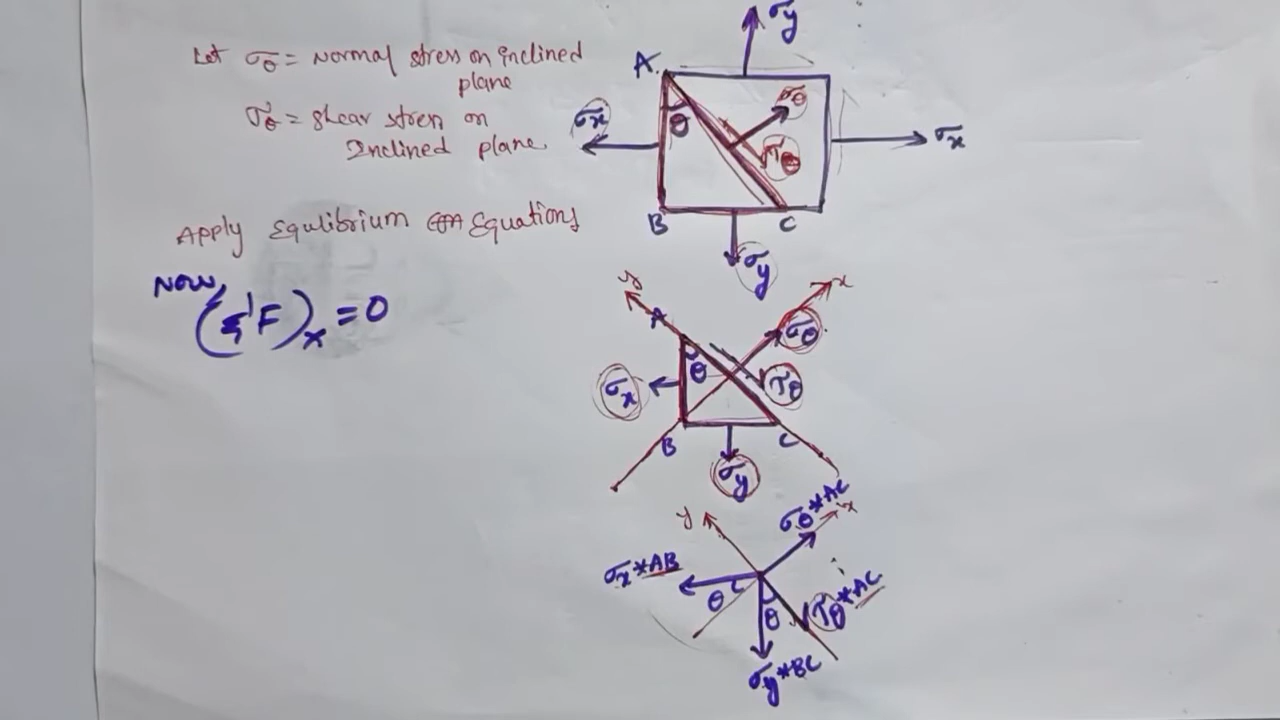 Let σθ = Normal stress on inclined
plane
σθ = shear stress on
Inclined plane.
Apply Equlibrium Equations
Now,
(ΣF)x = 0
σy
A
σθ
θ
σx
τθ
σx
B
C
σy
y
x
A
σθ
θ
σx
τθ
B
C
σy
y
σθ*AC
x
σx*AB
θ
θ
τθ*AC
σy*BC